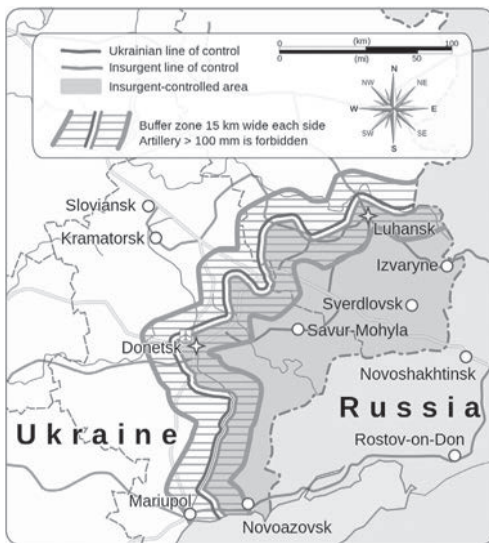 Ukrainian line of control
Insurgent line of control
Insurgent-controlled area
Buffer zone 15 km wide each side
Artillery > 100 mm is forbidden
(km)
0 100
(mi) 50
N
NW NE
W E
SW SE
S
Sloviansk
Kramatorsk
Luhansk
Izvaryne
Sverdlovsk
Savur-Mohyla
Donetsk
Novoshakhtinsk
Russia
Ukraine
Rostov-on-Don
Mariupol
Novoazovsk